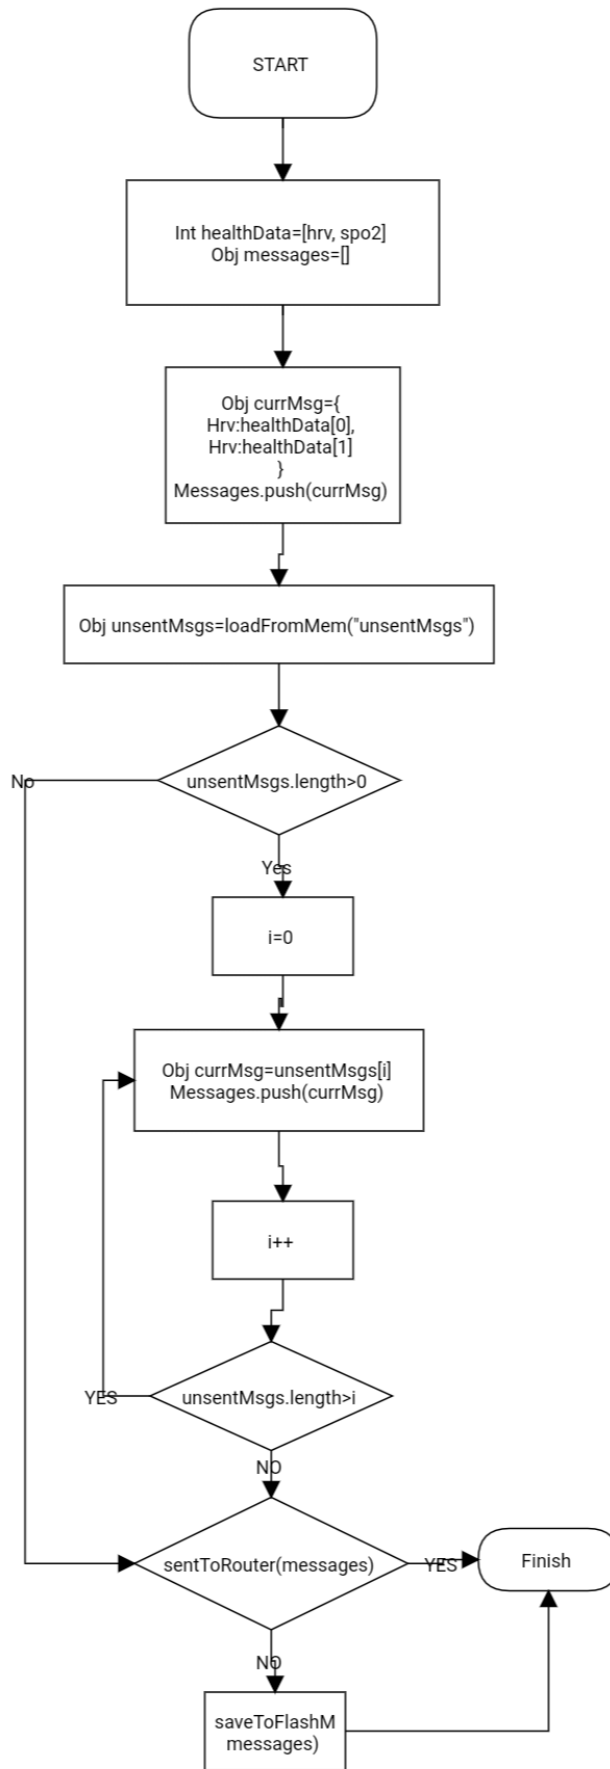 START
Int healthData=[hrv, spo2]
Obj messages=[]
Obj currMsg={
Hrv:healthData[0],
Hrv:healthData[1]
}
Messages.push(currMsg)
Obj unsentMsgs=loadFromMem("unsentMsgs")
unsentMsgs.length>0
No
Yes
i=0
Obj currMsg=unsentMsgs[i]
Messages.push(currMsg)
i++
unsentMsgs.length>i
YES
NO
sentToRouter(messages)
YES
Finish
NO
saveToFlashM
messages)